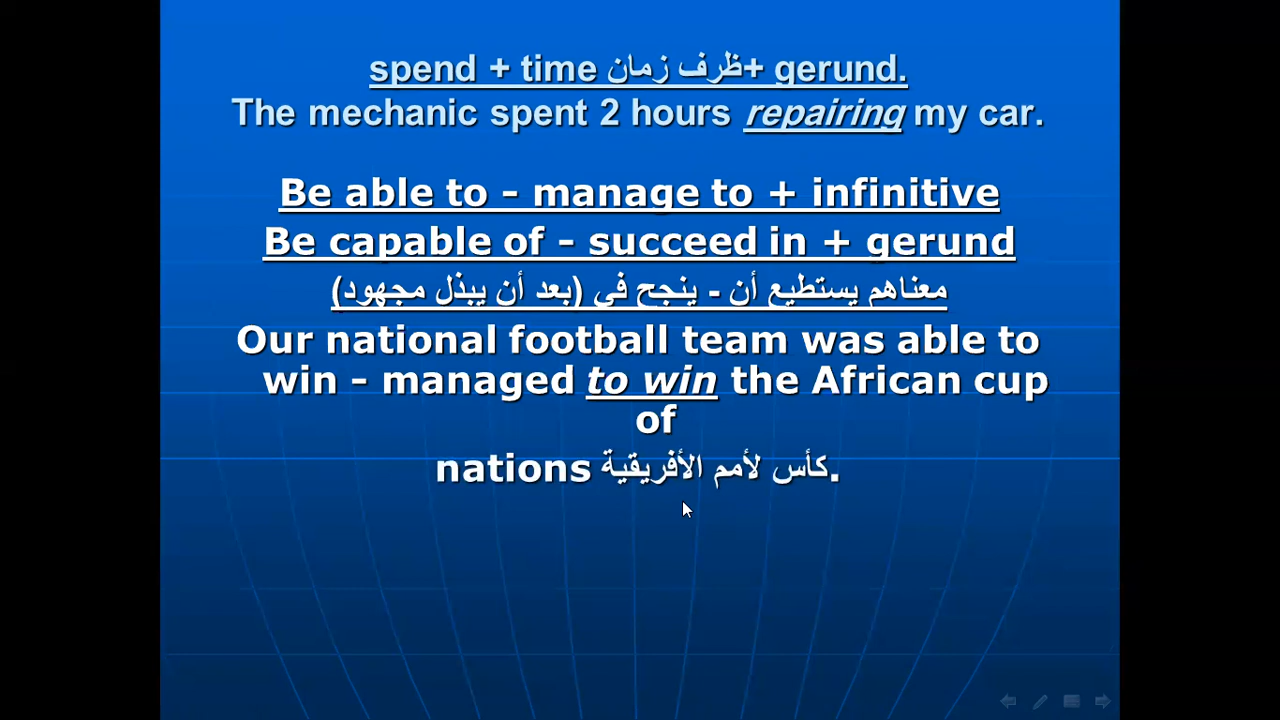 spend + time ظرف زمان+ gerund.
The mechanic spent 2 hours repairing my car.
Be able to - manage to + infinitive
Be capable of - succeed in + gerund
معناهم يستطيع أن - ينجح في (بعد أن يبذل مجهود)
Our national football team was able to
win - managed to win the African cup
of
nations كأس لأمم الأفريقية.